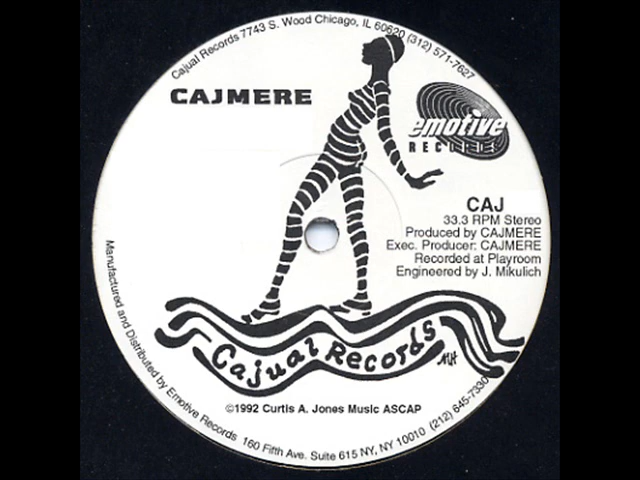 Cajual Records 7743 S. Wood Chicago, IL 60620 (312) 571-7627
CAJMERE
emotive
RECORDS
CAJ
33.3 RPM Stereo
Produced by CAJMERE
Exec. Producer: CAJMERE
Recorded at Playroom
Engineered by J. Mikulich
Cajual Records
MH
©1992 Curtis A. Jones Music ASCAP
Manufactured and Distributed by Emotive Records 160 Fifth Ave. Suite 615 NY, NY 10010 (212) 645-7330